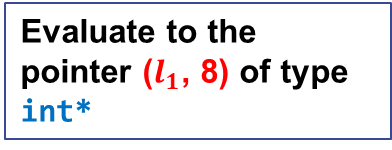 Evaluate to the
pointer (l₁, 8) of type
int*